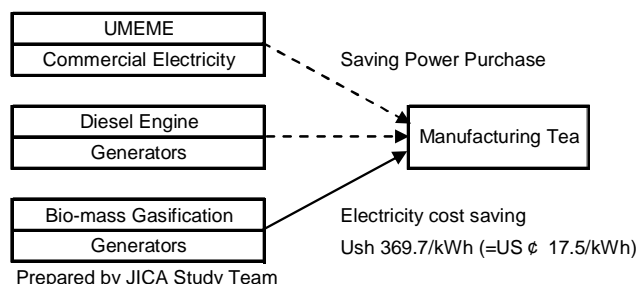 UMEME
Commercial Electricity
Saving Power Purchase
Diesel Engine
Generators
Manufacturing Tea
Bio-mass Gasification
Generators
Electricity cost saving
Ush 369.7/kWh (=US ¢ 17.5/kWh)
Prepared by JICA Study Team